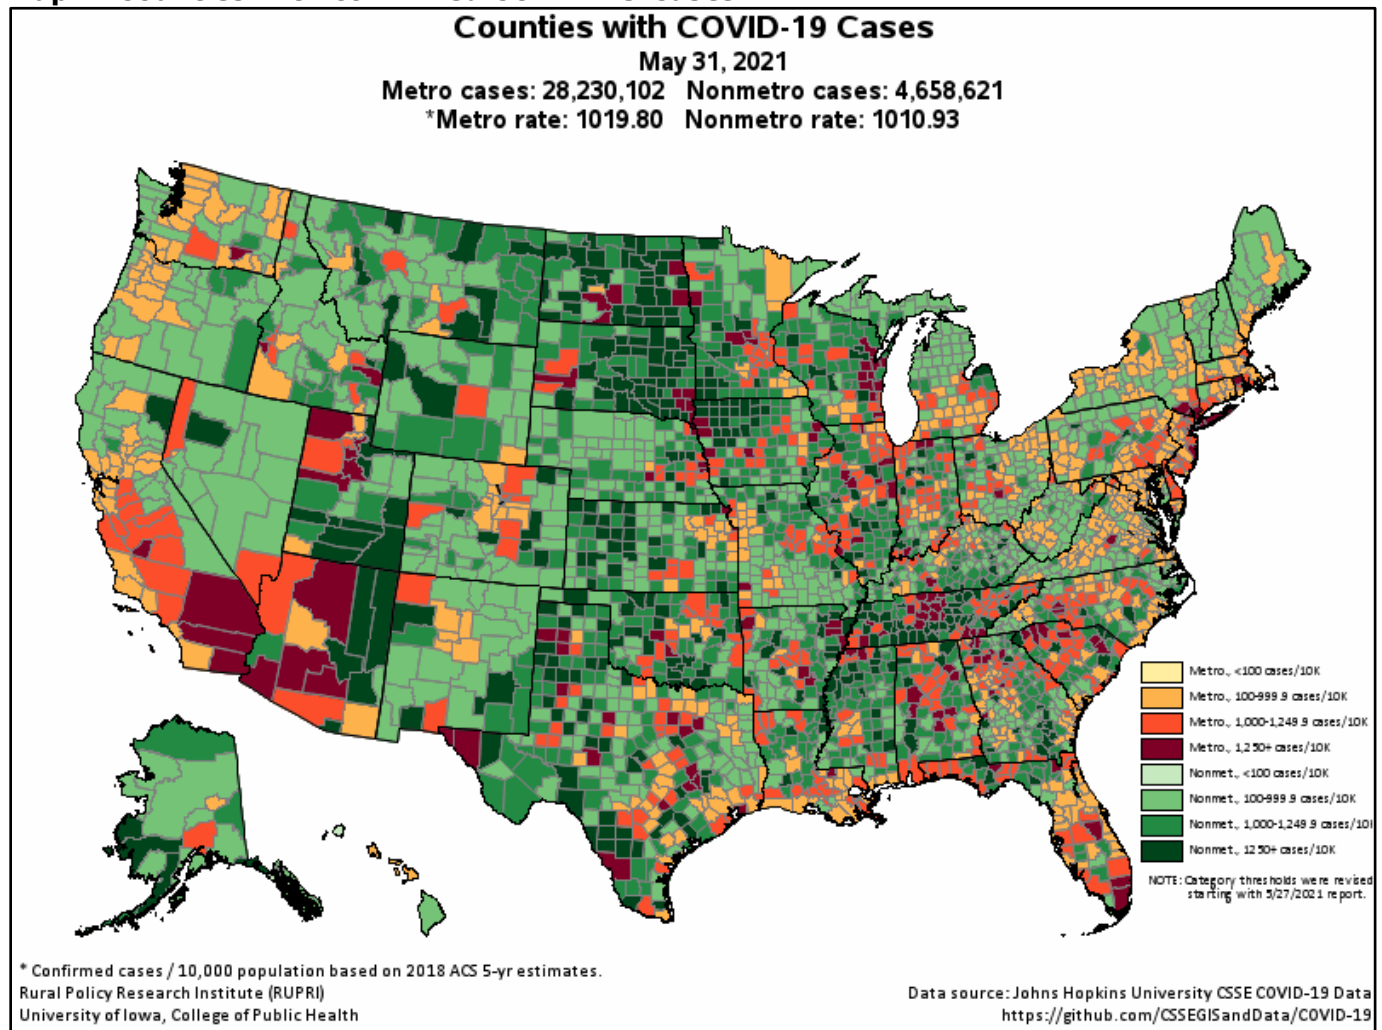 Counties with COVID-19 Cases
May 31, 2021
Metro cases: 28,230,102   Nonmetro cases: 4,658,621
*Metro rate: 1019.80   Nonmetro rate: 1010.93
Metro., <100 cases/10K
Metro., 100-999.9 cases/10K
Metro., 1,000-1,249.9 cases/10K
Metro., 1,250+ cases/10K
Nonmet., <100 cases/10K
Nonmet., 100-999.9 cases/10K
Nonmet., 1,000-1,249.9 cases/10
Nonmet., 1250+ cases/10K
NOTE: Category thresholds were revised
starting with 5/27/2021 report.
* Confirmed cases / 10,000 population based on 2018 ACS 5-yr estimates.
Rural Policy Research Institute (RUPRI)
University of Iowa, College of Public Health
Data source: Johns Hopkins University CSSE COVID-19 Data
https://github.com/CSSEGISandData/COVID-19